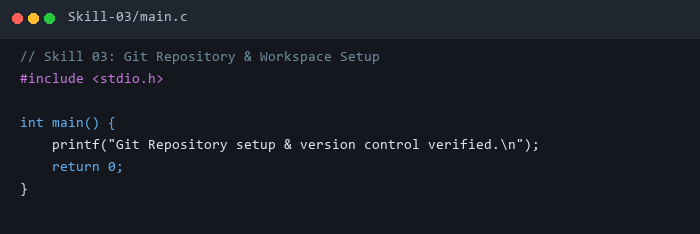 Skill-03/main.c
// Skill 03: Git Repository & Workspace Setup
#include <stdio.h>
int main() {
    printf("Git Repository setup & version control verified.\n");
    return 0;
}